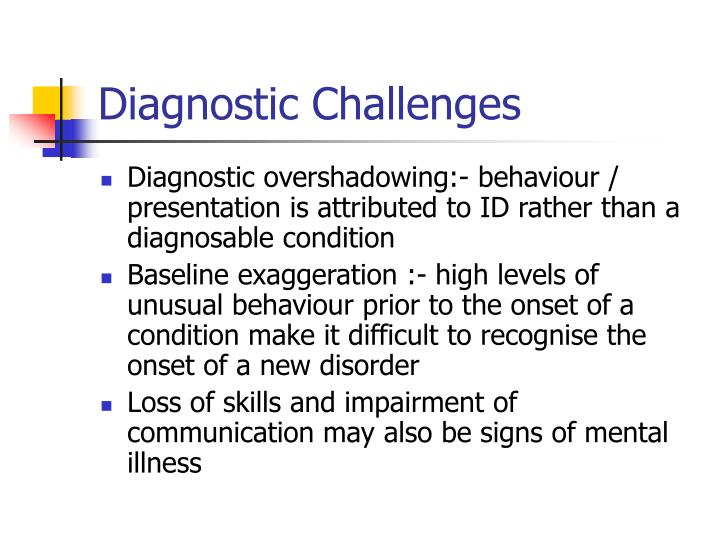 Diagnostic Challenges
Diagnostic overshadowing:- behaviour /
presentation is attributed to ID rather than a
diagnosable condition
Baseline exaggeration :- high levels of
unusual behaviour prior to the onset of a
condition make it difficult to recognise the
onset of a new disorder
Loss of skills and impairment of
communication may also be signs of mental
illness